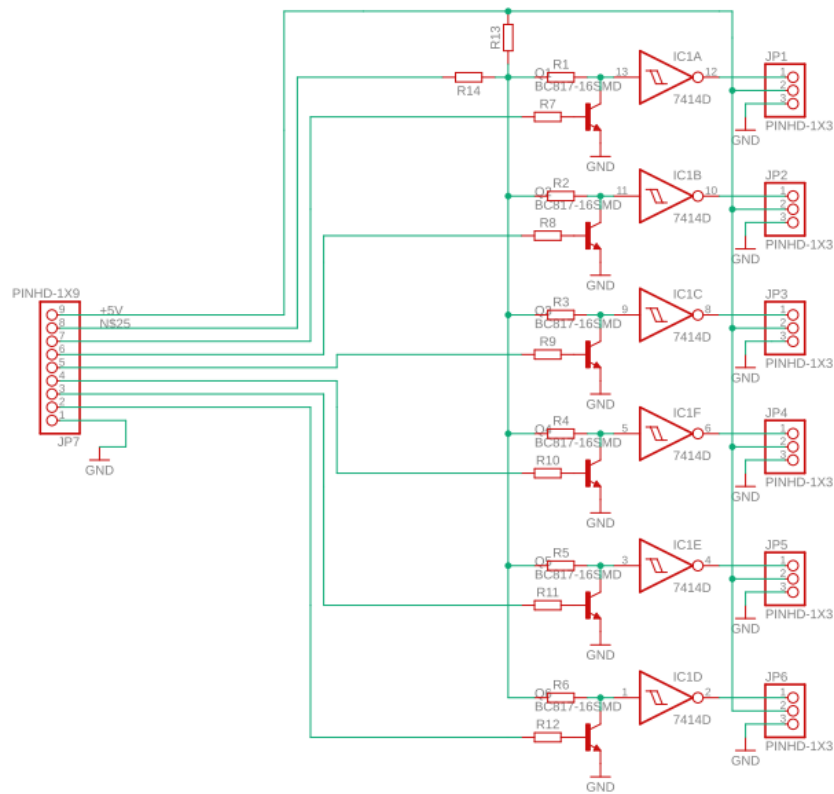 R13
R14
Q1
R1
BC817-16SMD
R7
GND
13
IC1A
12
7414D
JP1
1
2
3
PINHD-1X3
GND
R2
BC817-16SMD
R8
GND
11
IC1B
10
7414D
JP2
1
2
3
PINHD-1X3
GND
R3
BC817-16SMD
R9
GND
9
IC1C
8
7414D
JP3
1
2
3
PINHD-1X3
GND
PINHD-1X9
+5V
N$25
9
8
7
6
5
4
3
2
1
JP7
GND
Q4
R4
BC817-16SMD
R10
GND
5
IC1F
6
7414D
JP4
1
2
3
PINHD-1X3
GND
Q5
R5
BC817-16SMD
R11
GND
3
IC1E
4
7414D
JP5
1
2
3
PINHD-1X3
GND
Q6
R6
BC817-16SMD
R12
GND
1
IC1D
2
7414D
JP6
1
2
3
PINHD-1X3
GND